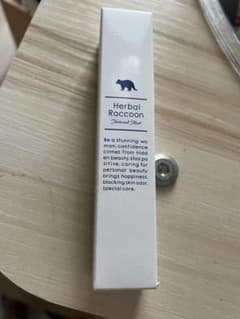 Herbal
Raccoon
Be a stunning wo
man, confidence
comes from hidd
en beauty, stay po
sitive, caring for
personal beauty
brings happiness.
blocking skin odor,
special care.